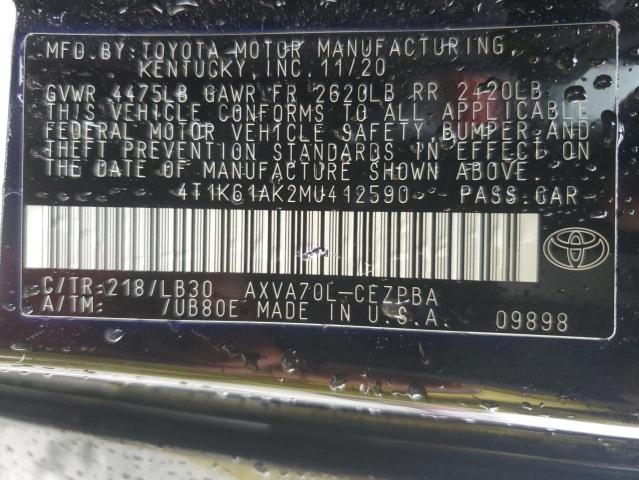 MFD. BY: TOYOTA MOTOR MANUFACTURING,
KENTUCKY, INC. 11/20
GVWR 4475LB GAWR FR 2620LB RR 2420LB
THIS VEHICLE CONFORMS TO ALL APPLICABLE
FEDERAL MOTOR VEHICLE SAFETY, BUMPER, AND
THEFT PREVENTION STANDARDS IN EFFECT ON
THE DATE OF MANUFACTURE SHOWN ABOVE.
4T1K61AK2MU412590 PASS CAR
C/TR: 218/LB30 AXVA70L-CEZPBA
A/TM: /UB80E MADE IN U.S.A. 09898